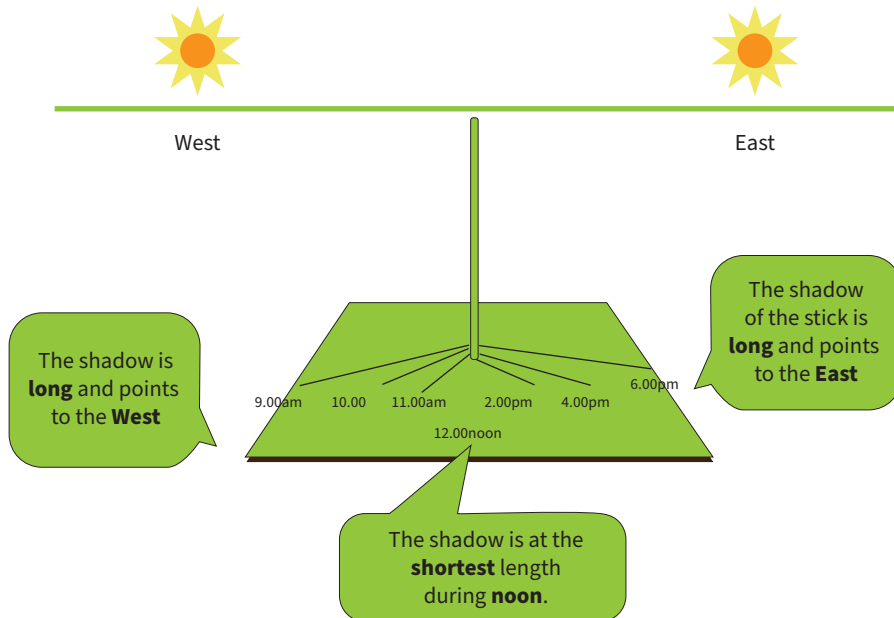 West
East
The shadow is
long and points
to the West
The shadow
of the stick is
long and points
to the East
9.00am
10.00
11.00am
12.00noon
2.00pm
4.00pm
6.00pm
The shadow is at the
shortest length
during noon.